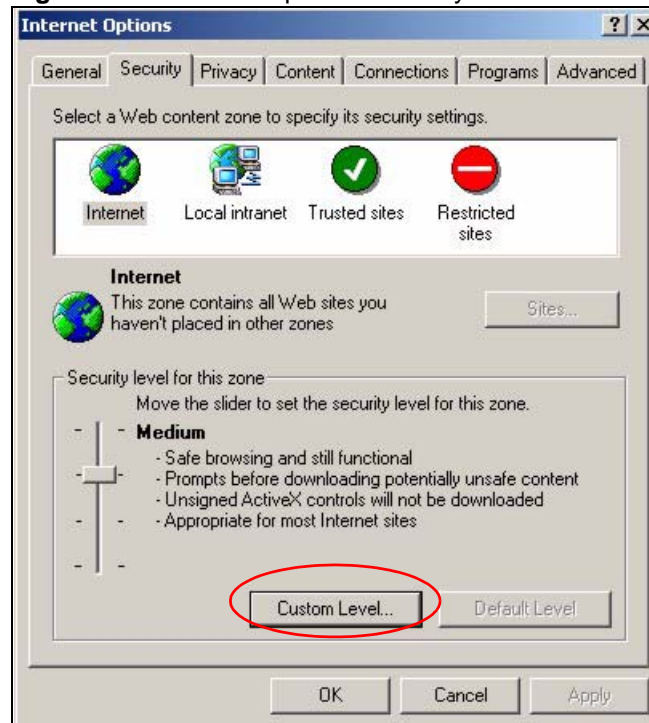 Internet Options
General Security Privacy Content Connections Programs Advanced
Select a Web content zone to specify its security settings.
Internet Local intranet Trusted sites Restricted sites
Internet
This zone contains all Web sites you
haven't placed in other zones
Sites...
Security level for this zone
Move the slider to set the security level for this zone.
Medium
- Safe browsing and still functional
- Prompts before downloading potentially unsafe content
- Unsigned ActiveX controls will not be downloaded
- Appropriate for most Internet sites
Custom Level... Default Level
OK Cancel Apply